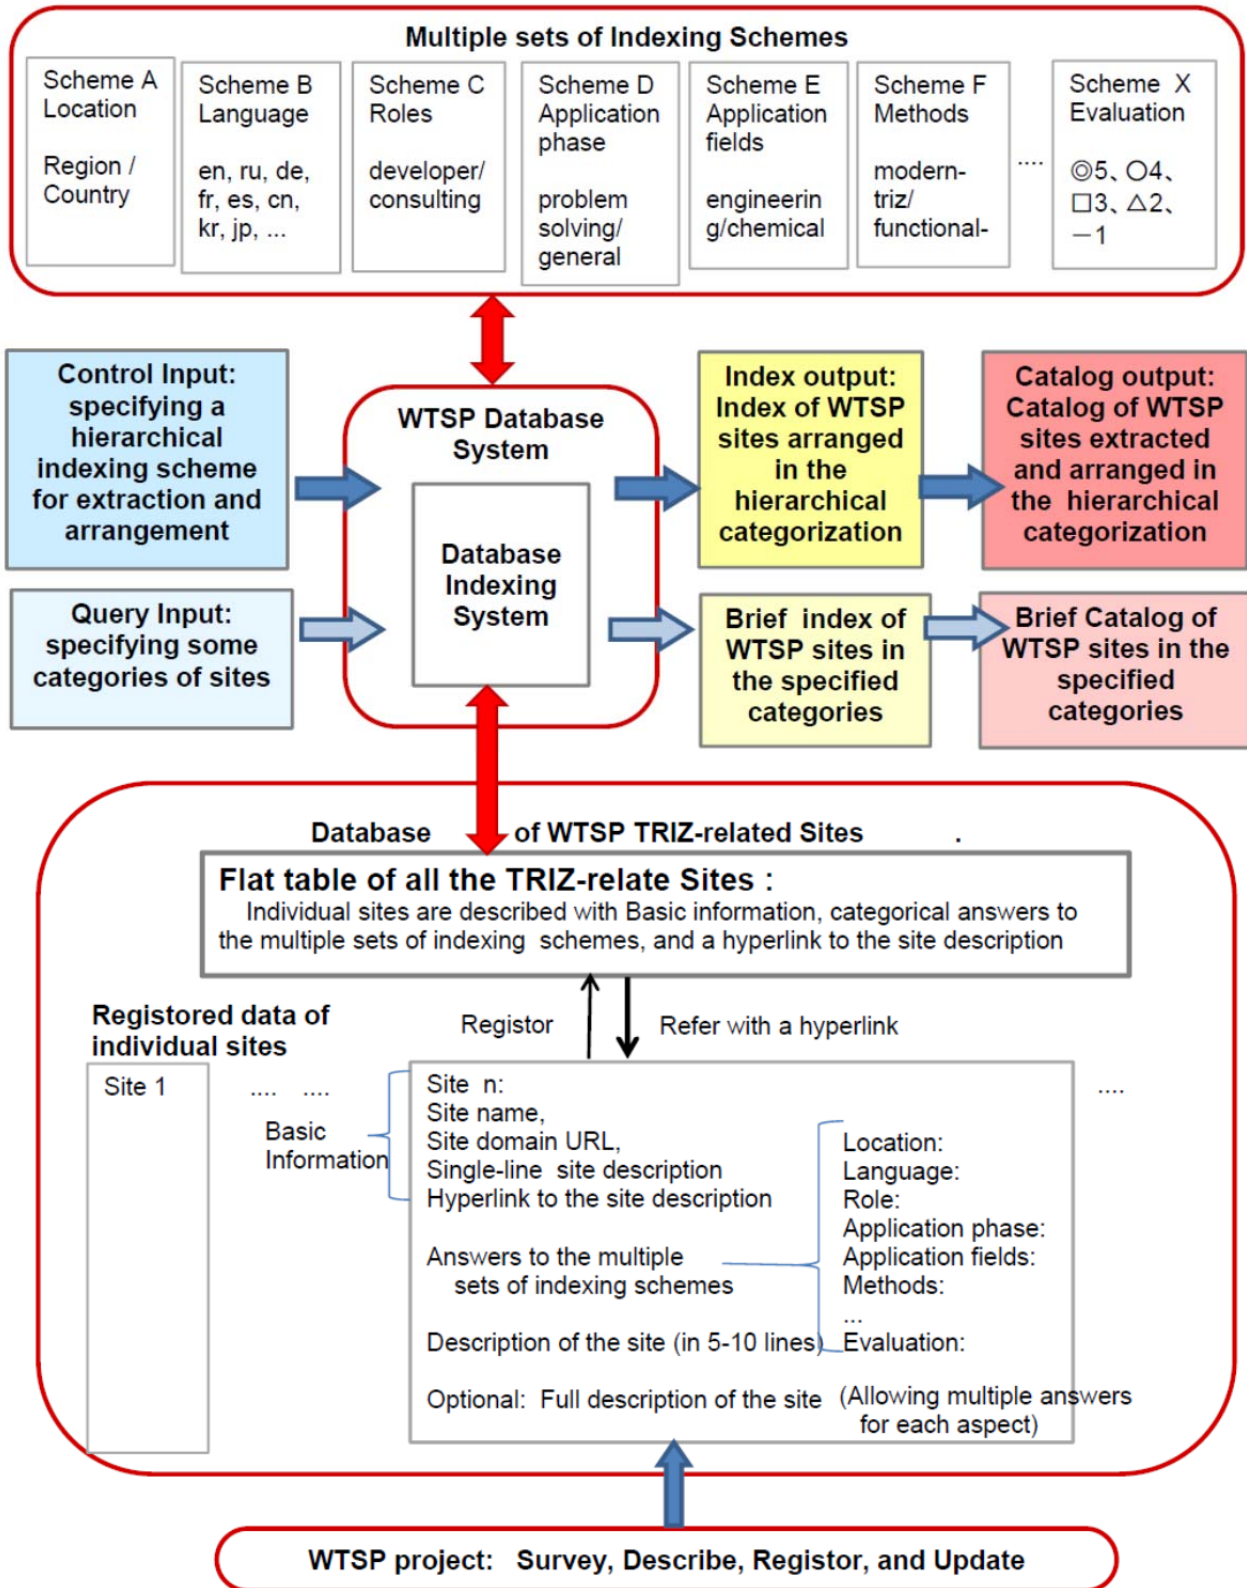 Multiple sets of Indexing Schemes
Scheme A
Location
Region /
Country
Scheme B
Language
en, ru, de,
fr, es, cn,
kr, jp, ...
Scheme C
Roles
developer/
consulting
Scheme D
Application
phase
problem
solving/
general
Scheme E
Application
fields
engineerin
g/chemical
Scheme F
Methods
modern-
triz/
functional-
....
Scheme X
Evaluation
◎5、○4、
□3、△2、
－1
Control Input:
specifying a
hierarchical
indexing scheme
for extraction and
arrangement
Query Input:
specifying some
categories of sites
WTSP Database
System
Database
Indexing
System
Index output:
Index of WTSP
sites arranged
in the
hierarchical
categorization
Catalog output:
Catalog of WTSP
sites extracted
and arranged in
the hierarchical
categorization
Brief index of
WTSP sites in
the specified
categories
Brief Catalog of
WTSP sites in the
specified
categories
Database of WTSP TRIZ-related Sites .
Flat table of all the TRIZ-relate Sites :
Individual sites are described with Basic information, categorical answers to
the multiple sets of indexing schemes, and a hyperlink to the site description
Registor
Refer with a hyperlink
Registored data of
individual sites
Site 1
.... ....
Basic
Information
Site n:
Site name,
Site domain URL,
Single-line site description
Hyperlink to the site description
Answers to the multiple
sets of indexing schemes
Description of the site (in 5-10 lines)
Optional: Full description of the site
Location:
Language:
Role:
Application phase:
Application fields:
Methods:
...
Evaluation:
(Allowing multiple answers
for each aspect)
....
WTSP project: Survey, Describe, Registor, and Update